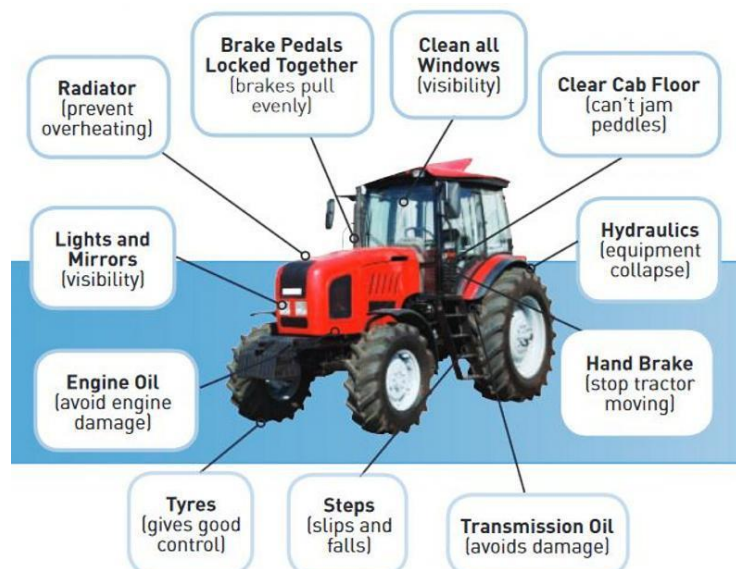 Brake Pedals
Locked Together
(brakes pull
evenly)
Clean all
Windows
(visibility)
Radiator
(prevent
overheating)
Clear Cab Floor
(can't jam
peddles)
Lights and
Mirrors
(visibility)
Hydraulics
(equipment
collapse)
Engine Oil
(avoid engine
damage)
Hand Brake
(stop tractor
moving)
Tyres
(gives good
control)
Steps
(slips and
falls)
Transmission Oil
(avoids damage)